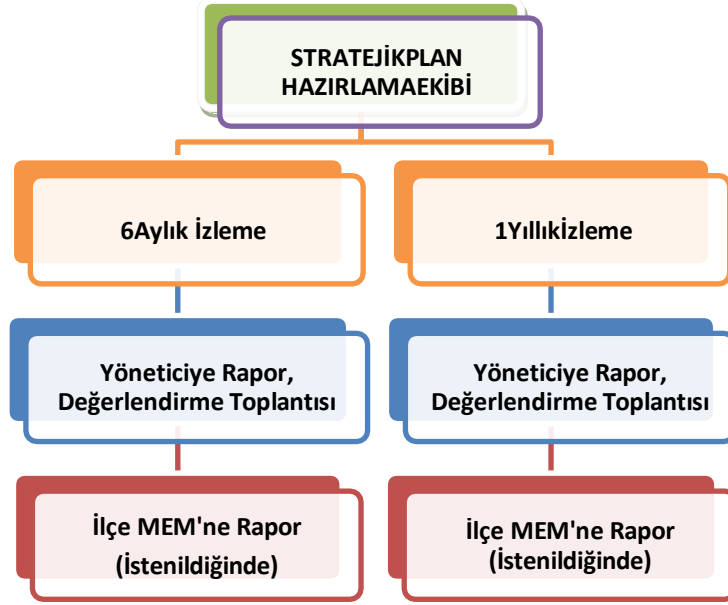 STRATEJİKPLAN
HAZIRLAMAEKİBİ
6Aylık İzleme
1Yıllıkİzleme
Yöneticiye Rapor,
Değerlendirme Toplantısı
Yöneticiye Rapor,
Değerlendirme Toplantısı
İlçe MEM'ne Rapor
(İstenildiğinde)
İlçe MEM'ne Rapor
(İstenildiğinde)